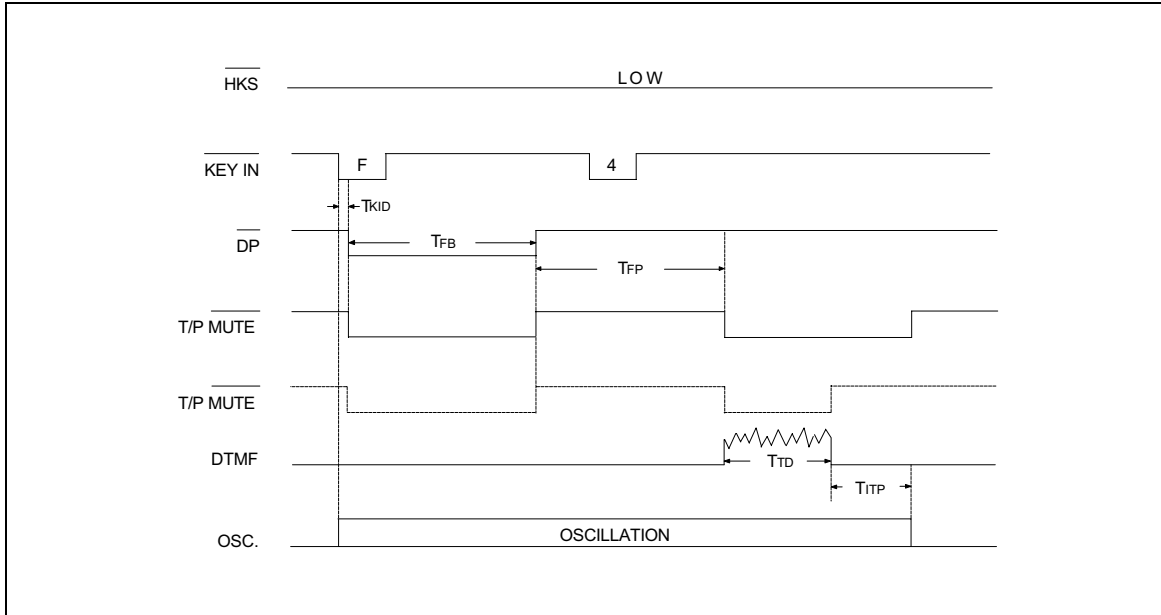 HKS LOW
KEY IN F 4
TKID
DP TFB
TFP
T/P MUTE
T/P MUTE
DTMF TTD
TITP
OSC. OSCILLATION